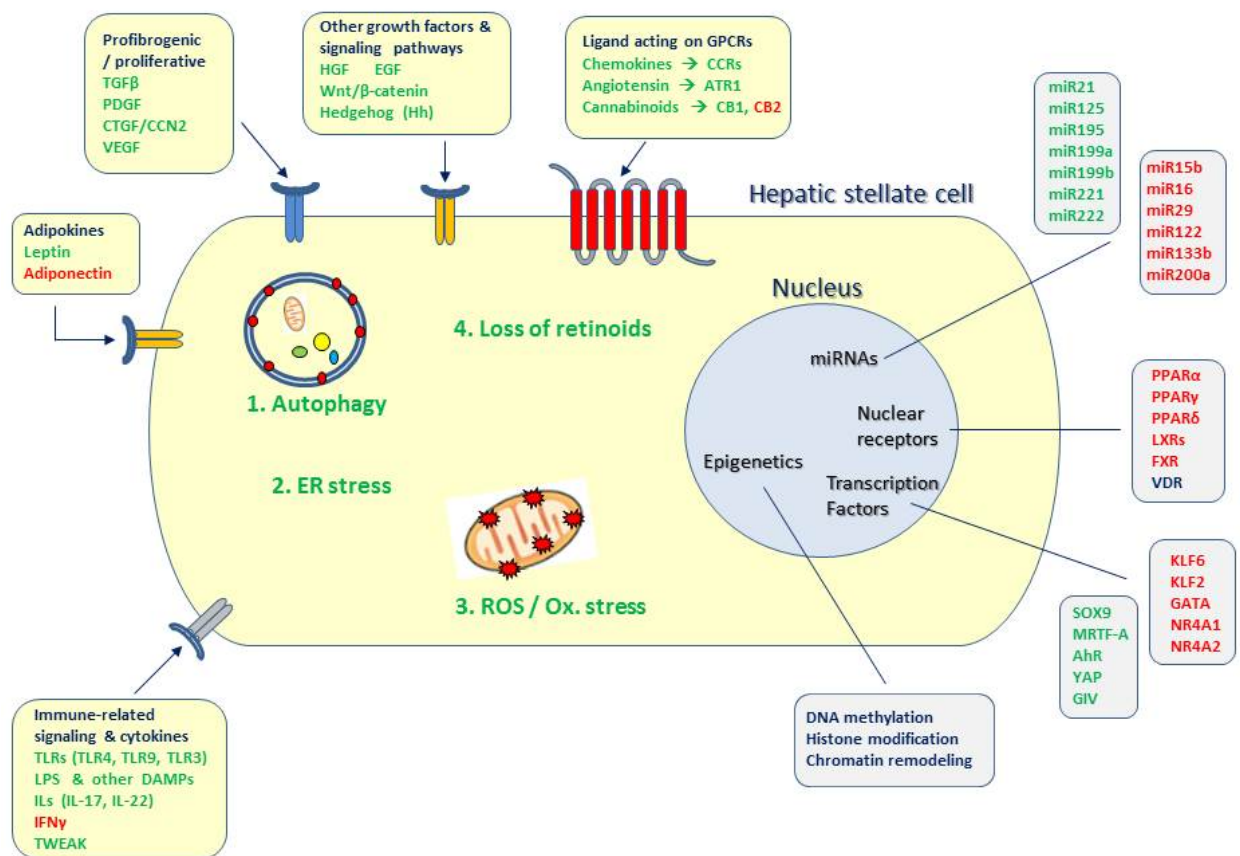 Profibrogenic
/ proliferative
TGFβ
PDGF
CTGF/CCN2
VEGF
Other growth factors &
signaling pathways
HGF EGF
Wnt/β-catenin
Hedgehog (Hh)
Ligand acting on GPCRs
Chemokines → CCRs
Angiotensin → ATR1
Cannabinoids → CB1, CB2
miR21
miR125
miR195
miR199a
miR199b
miR221
miR222
miR15b
miR16
miR29
miR122
miR133b
miR200a
Hepatic stellate cell
Adipokines
Leptin
Adiponectin
Nucleus
4. Loss of retinoids
miRNAs
1. Autophagy
Nuclear
receptors
PPARα
PPARγ
PPARδ
LXRs
FXR
VDR
Epigenetics
2. ER stress
Transcription
Factors
3. ROS / Ox. stress
KLF6
KLF2
GATA
NR4A1
NR4A2
SOX9
MRTF-A
AhR
YAP
GIV
Immune-related
signaling & cytokines
TLRs (TLR4, TLR9, TLR3)
LPS & other DAMPs
ILs (IL-17, IL-22)
IFNγ
TWEAK
DNA methylation
Histone modification
Chromatin remodeling